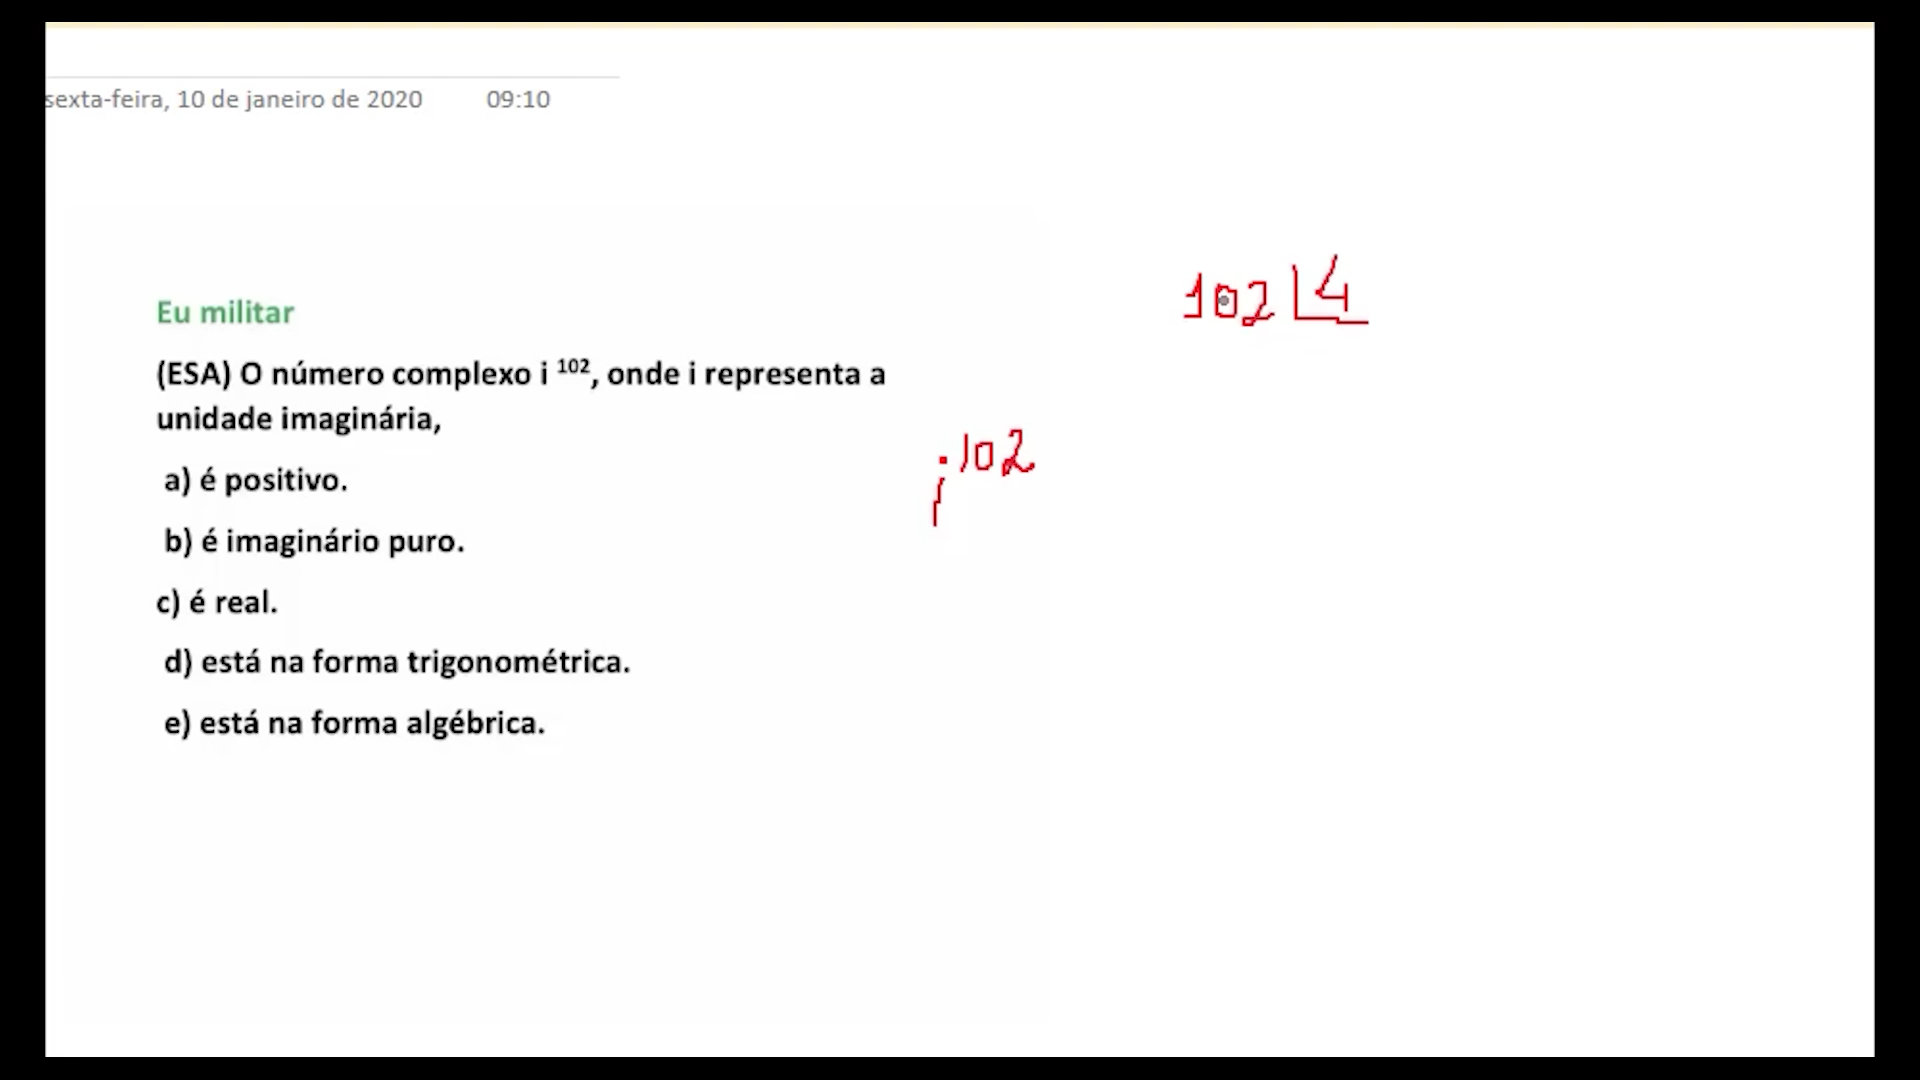 sexta-feira, 10 de janeiro de 2020 09:10
Eu militar
(ESA) O número complexo i ¹⁰², onde i representa a
unidade imaginária,
a) é positivo.
b) é imaginário puro.
c) é real.
d) está na forma trigonométrica.
e) está na forma algébrica.
102 4
i¹⁰²